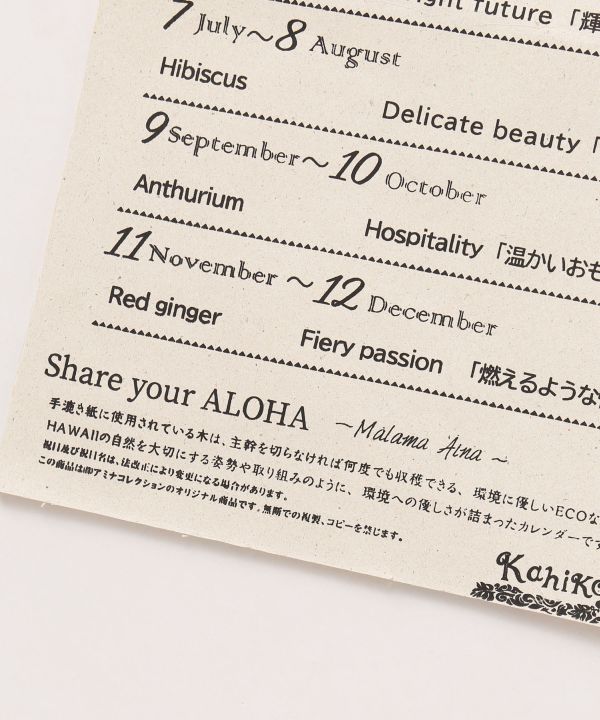 ght future 「輝
7 July～8 August
Hibiscus
Delicate beauty 「
9 September～10 October
Anthurium
Hospitality 「温かいおも
11 November ～12 December
Red ginger
Fiery passion 「燃えるような
Share your ALOHA ～Malama Aina～
手漉き紙に使用されている木は、主幹を切らなければ何度でも収穫できる、環境に優しいECOな
HAWAIIの自然を大切にする姿勢や取り組みのように、環境への優しさが詰まったカレンダーです
祝日及び祝日名は、法改正により変更になる場合があります。
この商品は㈱アミナコレクションのオリジナル商品です。無断での複製、コピーを禁じます。
Kahiko